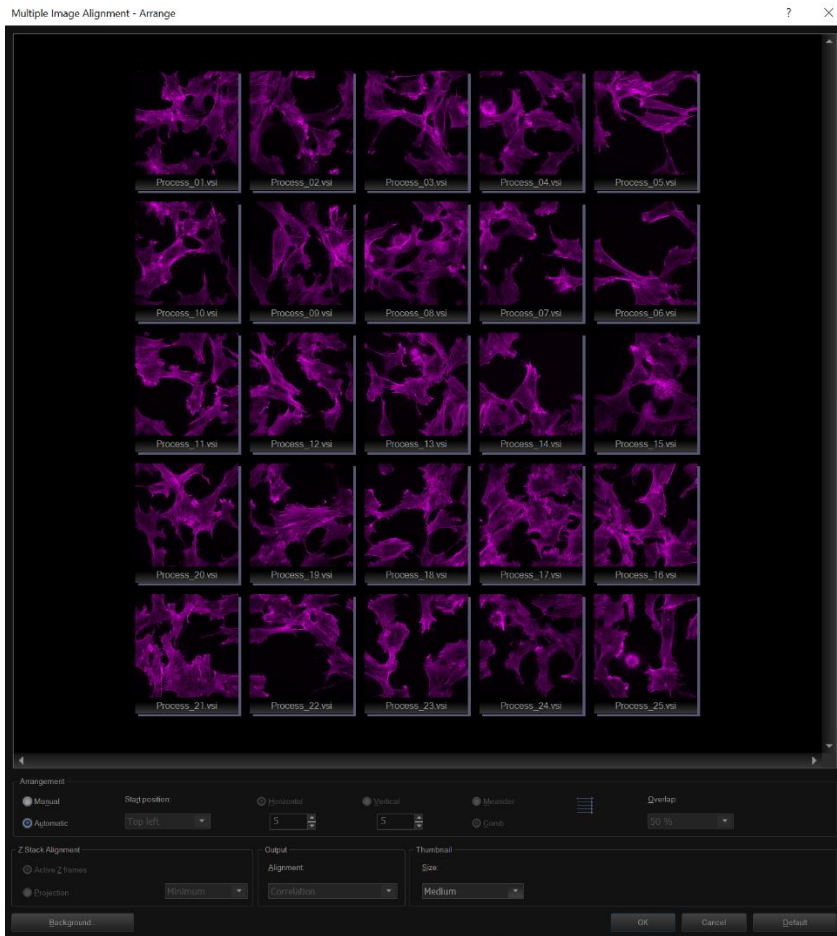 Multiple Image Alignment - Arrange ? ×
Process_01.vsi Process_02.vsi Process_03.vsi Process_04.vsi Process_05.vsi
Process_10.vsi Process_09.vsi Process_08.vsi Process_07.vsi Process_06.vsi
Process_11.vsi Process_12.vsi Process_13.vsi Process_14.vsi Process_15.vsi
Process_20.vsi Process_19.vsi Process_18.vsi Process_17.vsi Process_16.vsi
Process_21.vsi Process_22.vsi Process_23.vsi Process_24.vsi Process_25.vsi
Arrangement
Manual Start position: Horizontal Vertical Meander Overlap:
Automatic Top left 5 5 Comb 50 %
Z Stack Alignment Output Thumbnail
Active Z frames Alignment: Size:
Projection Minimum Correlation Medium
Background... OK Cancel Default